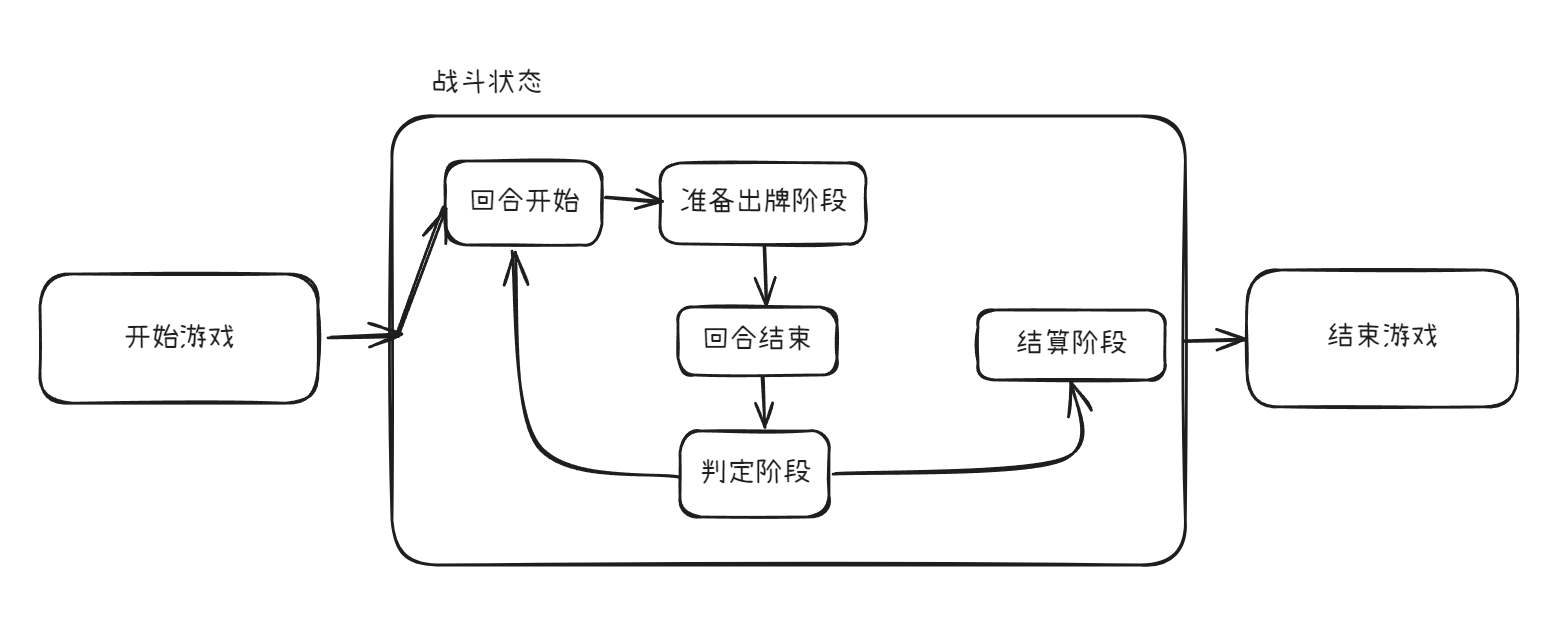 战斗状态
回合开始
准备出牌阶段
开始游戏
回合结束
结算阶段
结束游戏
判定阶段